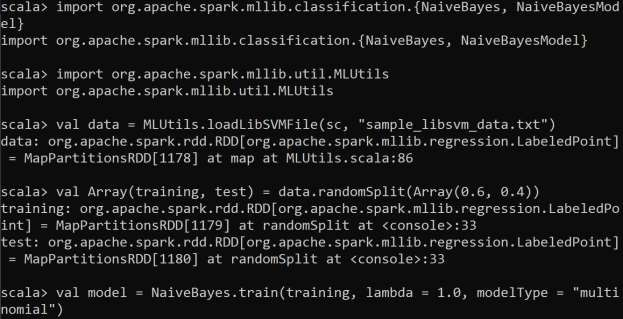 scala> import org.apache.spark.mllib.classification.{NaiveBayes, NaiveBayesMod
el}
import org.apache.spark.mllib.classification.{NaiveBayes, NaiveBayesModel}
scala> import org.apache.spark.mllib.util.MLUtils
import org.apache.spark.mllib.util.MLUtils
scala> val data = MLUtils.loadLibSVMFile(sc, "sample_libsvm_data.txt")
data: org.apache.spark.rdd.RDD[org.apache.spark.mllib.regression.LabeledPoint]
 = MapPartitionsRDD[1178] at map at MLUtils.scala:86
scala> val Array(training, test) = data.randomSplit(Array(0.6, 0.4))
training: org.apache.spark.rdd.RDD[org.apache.spark.mllib.regression.LabeledPo
int] = MapPartitionsRDD[1179] at randomSplit at <console>:33
test: org.apache.spark.rdd.RDD[org.apache.spark.mllib.regression.LabeledPoint]
 = MapPartitionsRDD[1180] at randomSplit at <console>:33
scala> val model = NaiveBayes.train(training, lambda = 1.0, modelType = "multi
nomial")